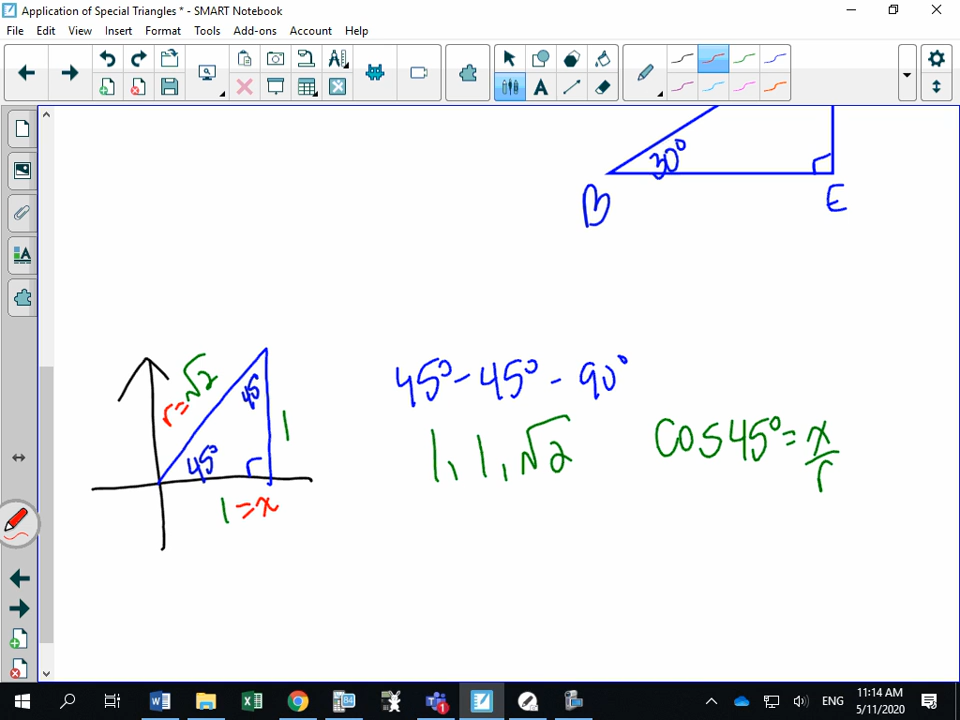 Application of Special Triangles * - SMART Notebook
File Edit View Insert Format Tools Add-ons Account Help
30°
B
E
45° - 45° - 90°
1, 1, √2
cos 45° = x/r
r = √2
45
1
45°
1 = x
ENG
11:14 AM
5/11/2020